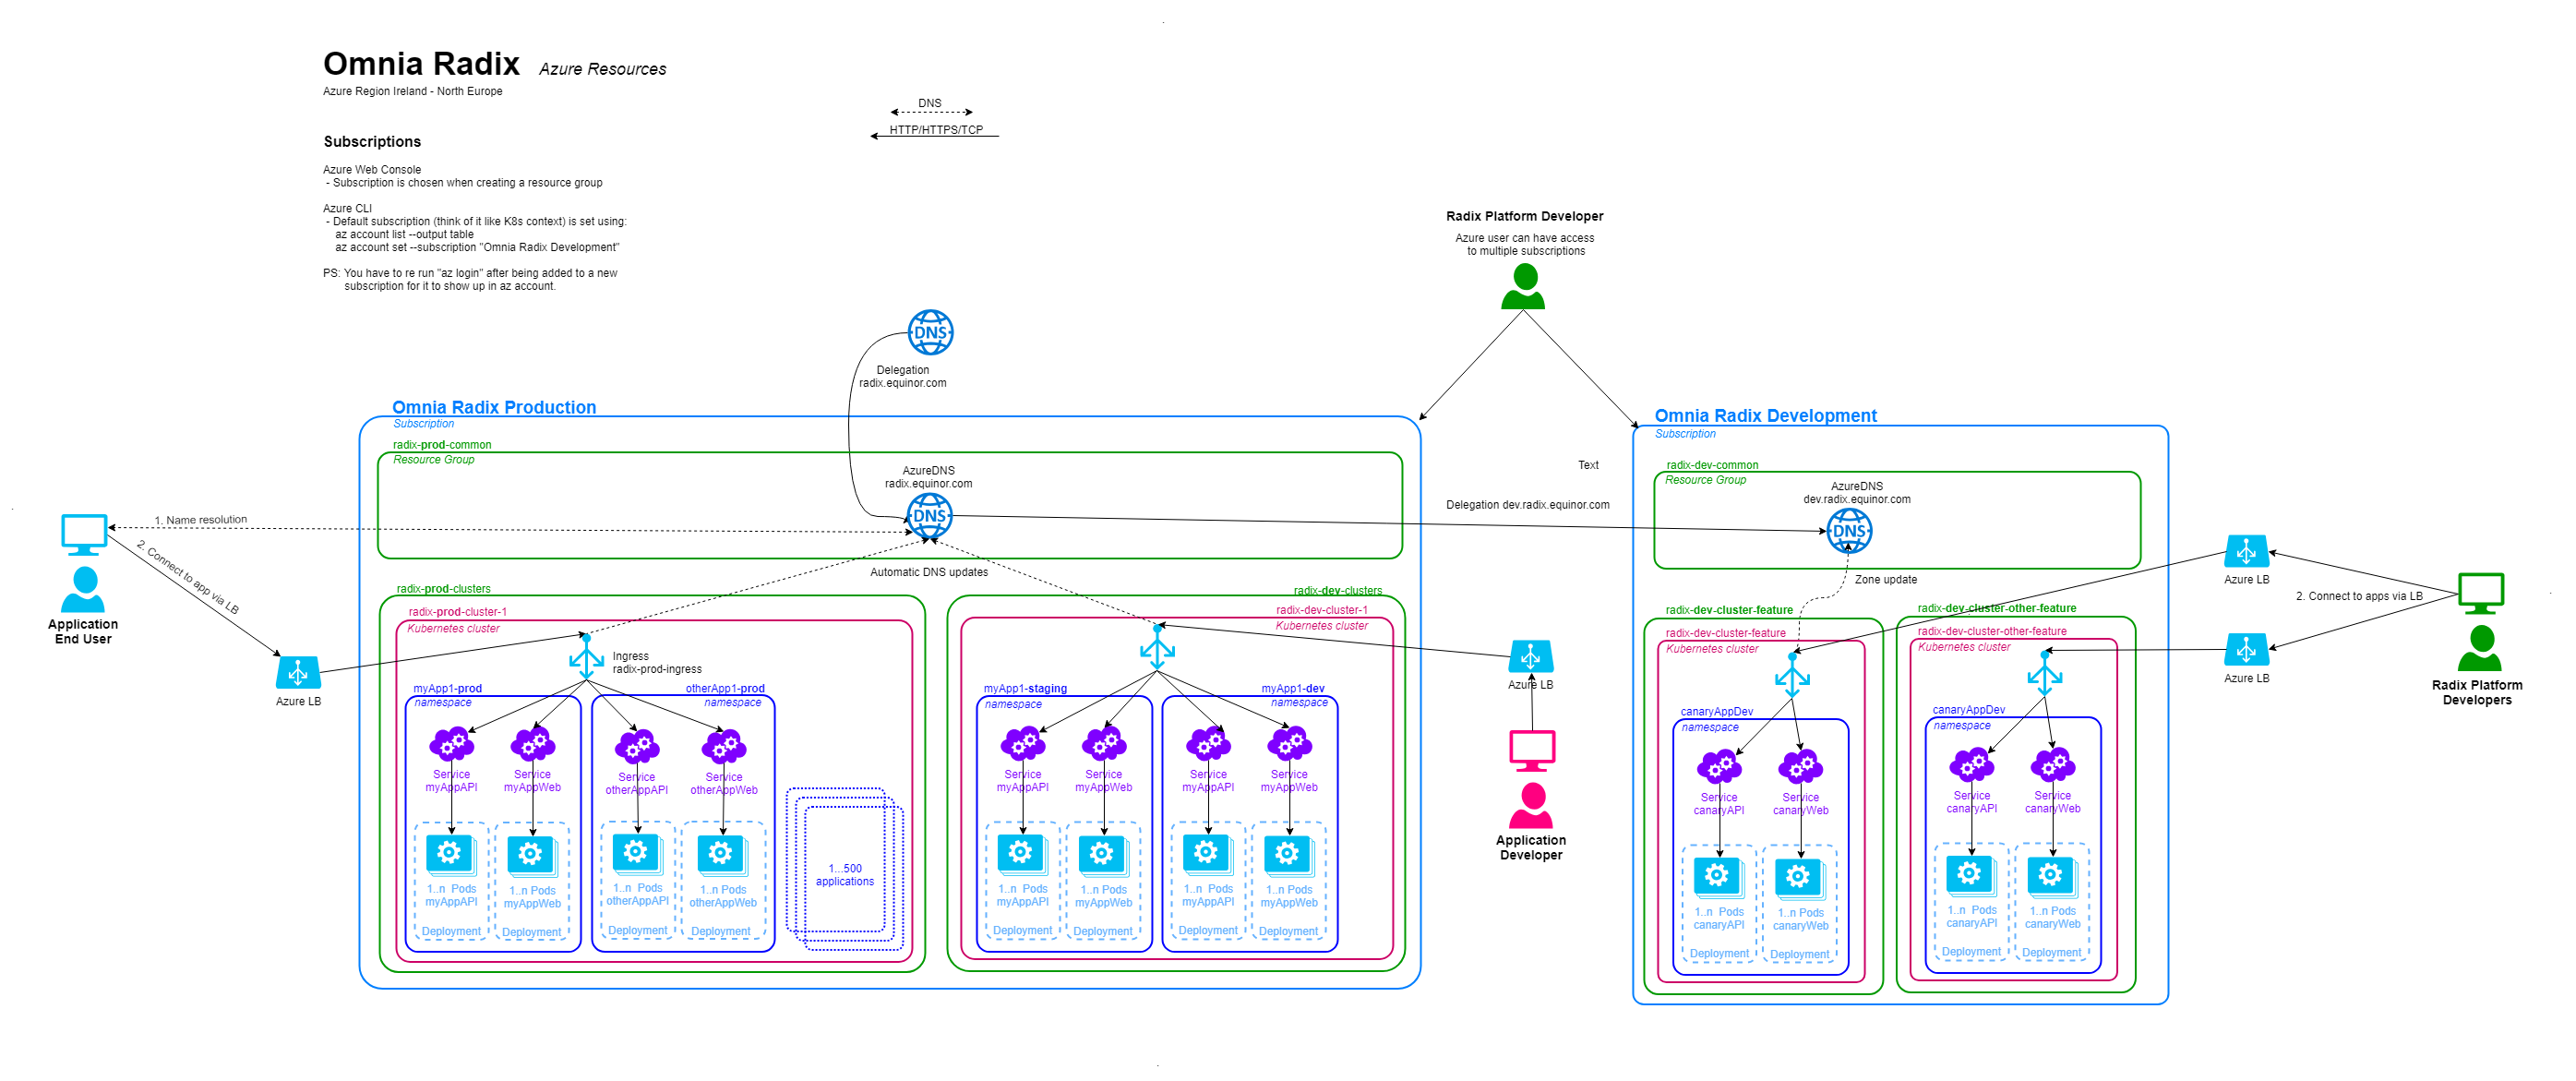 Omnia Radix Azure Resources
Azure Region Ireland - North Europe
DNS
HTTP/HTTPS/TCP
Subscriptions
Azure Web Console
- Subscription is chosen when creating a resource group
Azure CLI
- Default subscription (think of it like K8s context) is set using:
az account list --output table
az account set --subscription "Omnia Radix Development"
PS: You have to re run "az login" after being added to a new
subscription for it to show up in az account.
Radix Platform Developer
Azure user can have access
to multiple subscriptions
DNS
Delegation
radix.equinor.com
Omnia Radix Production
Subscription
radix-prod-common
Resource Group
AzureDNS
radix.equinor.com
DNS
1. Name resolution
2. Connect to app via LB
Application
End User
Azure LB
Automatic DNS updates
radix-prod-clusters
radix-prod-cluster-1
Kubernetes cluster
Ingress
radix-prod-ingress
myApp1-prod
namespace
Service
myAppAPI
Service
myAppWeb
1..n Pods
myAppAPI
Deployment
1..n Pods
myAppWeb
Deployment
otherApp1-prod
namespace
Service
otherAppAPI
Service
otherAppWeb
1..n Pods
otherAppAPI
Deployment
1..n Pods
otherAppWeb
Deployment
1...500
applications
radix-dev-clusters
radix-dev-cluster-1
Kubernetes cluster
myApp1-staging
namespace
Service
myAppAPI
Service
myAppWeb
1..n Pods
myAppAPI
Deployment
1..n Pods
myAppWeb
Deployment
myApp1-dev
namespace
Service
myAppAPI
Service
myAppWeb
1..n Pods
myAppAPI
Deployment
1..n Pods
myAppWeb
Deployment
Azure LB
Application
Developer
Text
Delegation dev.radix.equinor.com
Omnia Radix Development
Subscription
radix-dev-common
Resource Group
AzureDNS
dev.radix.equinor.com
DNS
Zone update
radix-dev-cluster-feature
radix-dev-cluster-feature
Kubernetes cluster
canaryAppDev
namespace
Service
canaryAPI
Service
canaryWeb
1..n Pods
canaryAPI
Deployment
1..n Pods
canaryWeb
Deployment
radix-dev-cluster-other-feature
radix-dev-cluster-other-feature
Kubernetes cluster
canaryAppDev
namespace
Service
canaryAPI
Service
canaryWeb
1..n Pods
canaryAPI
Deployment
1..n Pods
canaryWeb
Deployment
Azure LB
2. Connect to apps via LB
Azure LB
Radix Platform
Developers